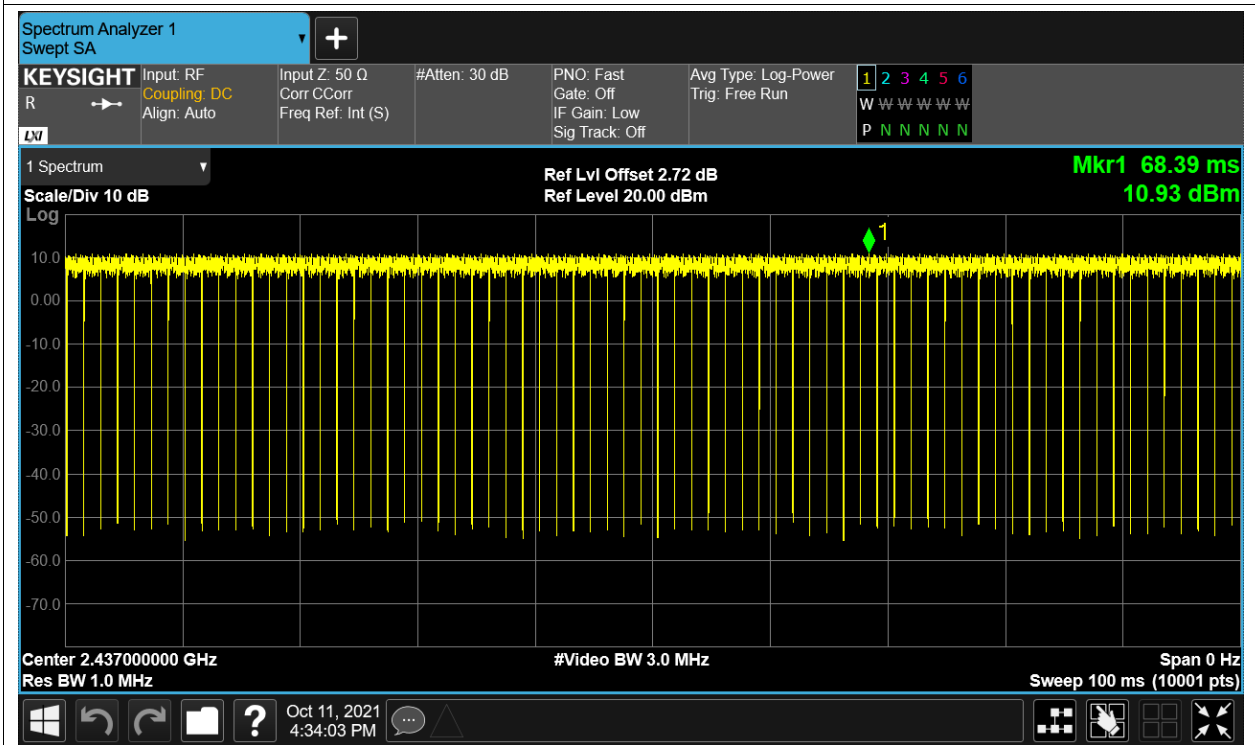 Spectrum Analyzer 1
Swept SA
KEYSIGHT
R
LXI
Input: RF
Coupling: DC
Align: Auto
Input Z: 50 Ω
Corr CCorr
Freq Ref: Int (S)
#Atten: 30 dB
PNO: Fast
Gate: Off
IF Gain: Low
Sig Track: Off
Avg Type: Log-Power
Trig: Free Run
1 2 3 4 5 6
W W W W W W
P N N N N N
1 Spectrum
Scale/Div 10 dB
Log
Ref Lvl Offset 2.72 dB
Ref Level 20.00 dBm
Mkr1 68.39 ms
10.93 dBm
1
10.0
0.00
-10.0
-20.0
-30.0
-40.0
-50.0
-60.0
-70.0
Center 2.437000000 GHz
Res BW 1.0 MHz
#Video BW 3.0 MHz
Span 0 Hz
Sweep 100 ms (10001 pts)
?
Oct 11, 2021
4:34:03 PM